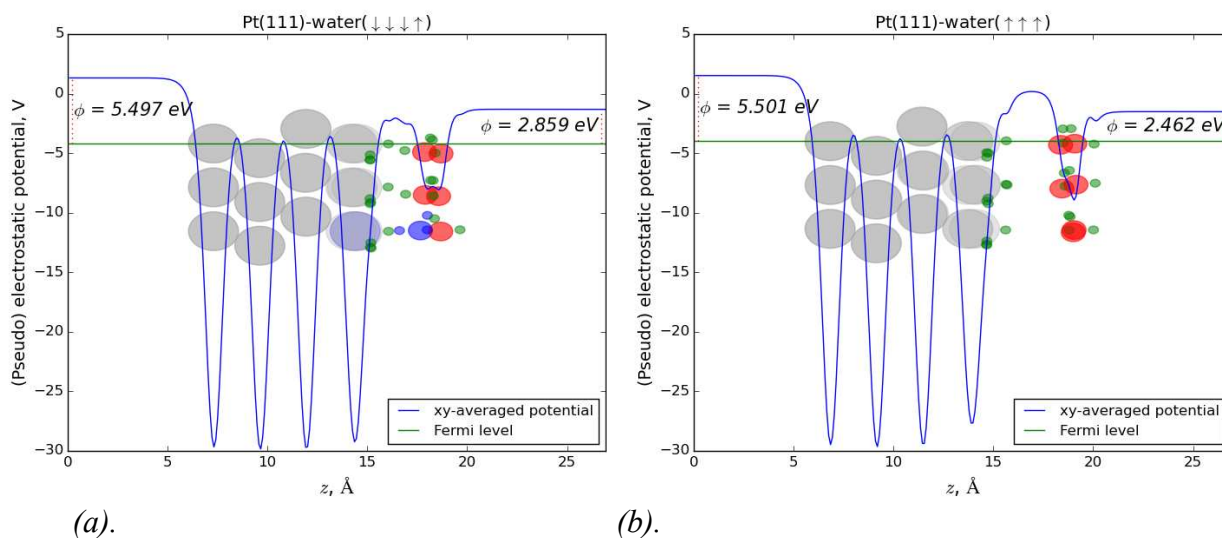 Pt(111)-water(↓↓↓↑)
5
0
−5
−10
−15
−20
−25
−30
(Pseudo) electrostatic potential, V
ϕ = 5.497 eV
ϕ = 2.859 eV
xy-averaged potential
Fermi level
0 5 10 15 20 25
z, Å
(a).
Pt(111)-water(↑↑↑)
5
0
−5
−10
−15
−20
−25
−30
(Pseudo) electrostatic potential, V
ϕ = 5.501 eV
ϕ = 2.462 eV
xy-averaged potential
Fermi level
0 5 10 15 20 25
z, Å
(b).